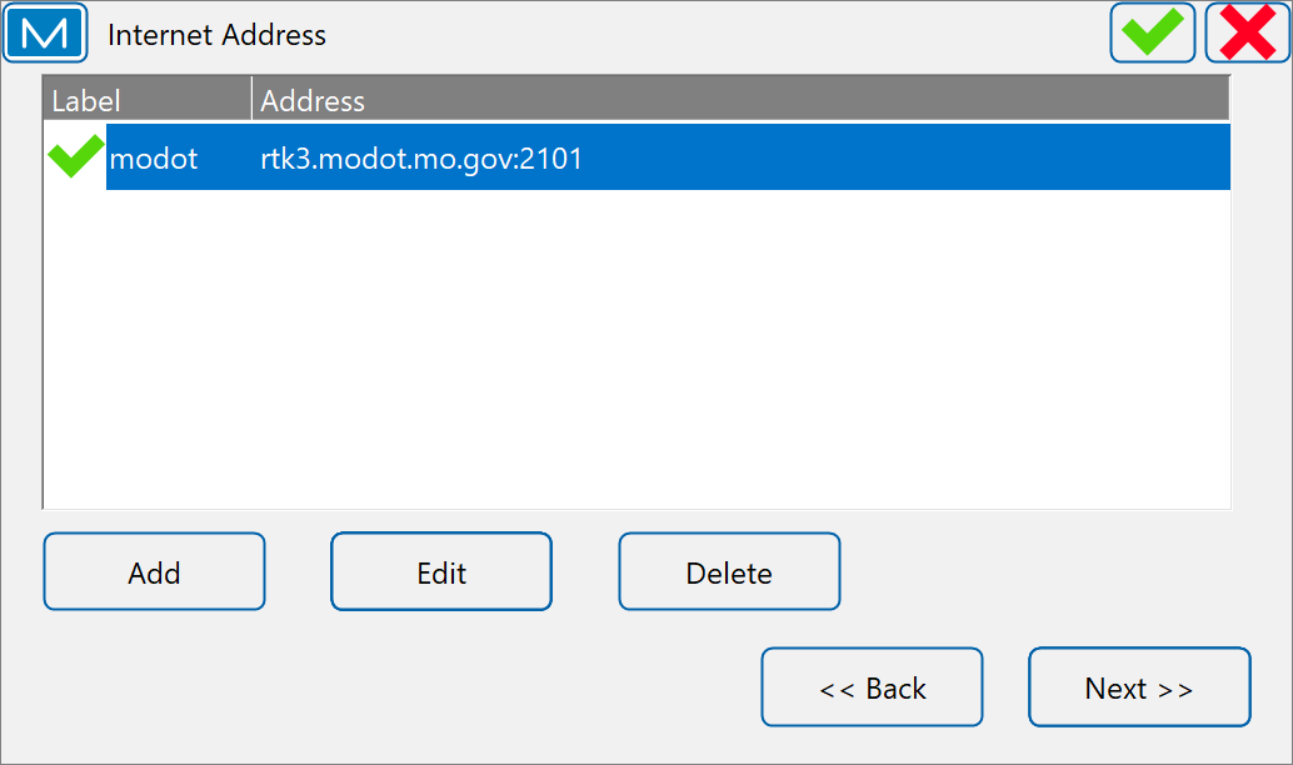 M Internet Address
Label Address
modot rtk3.modot.mo.gov:2101
Add Edit Delete
<< Back Next >>